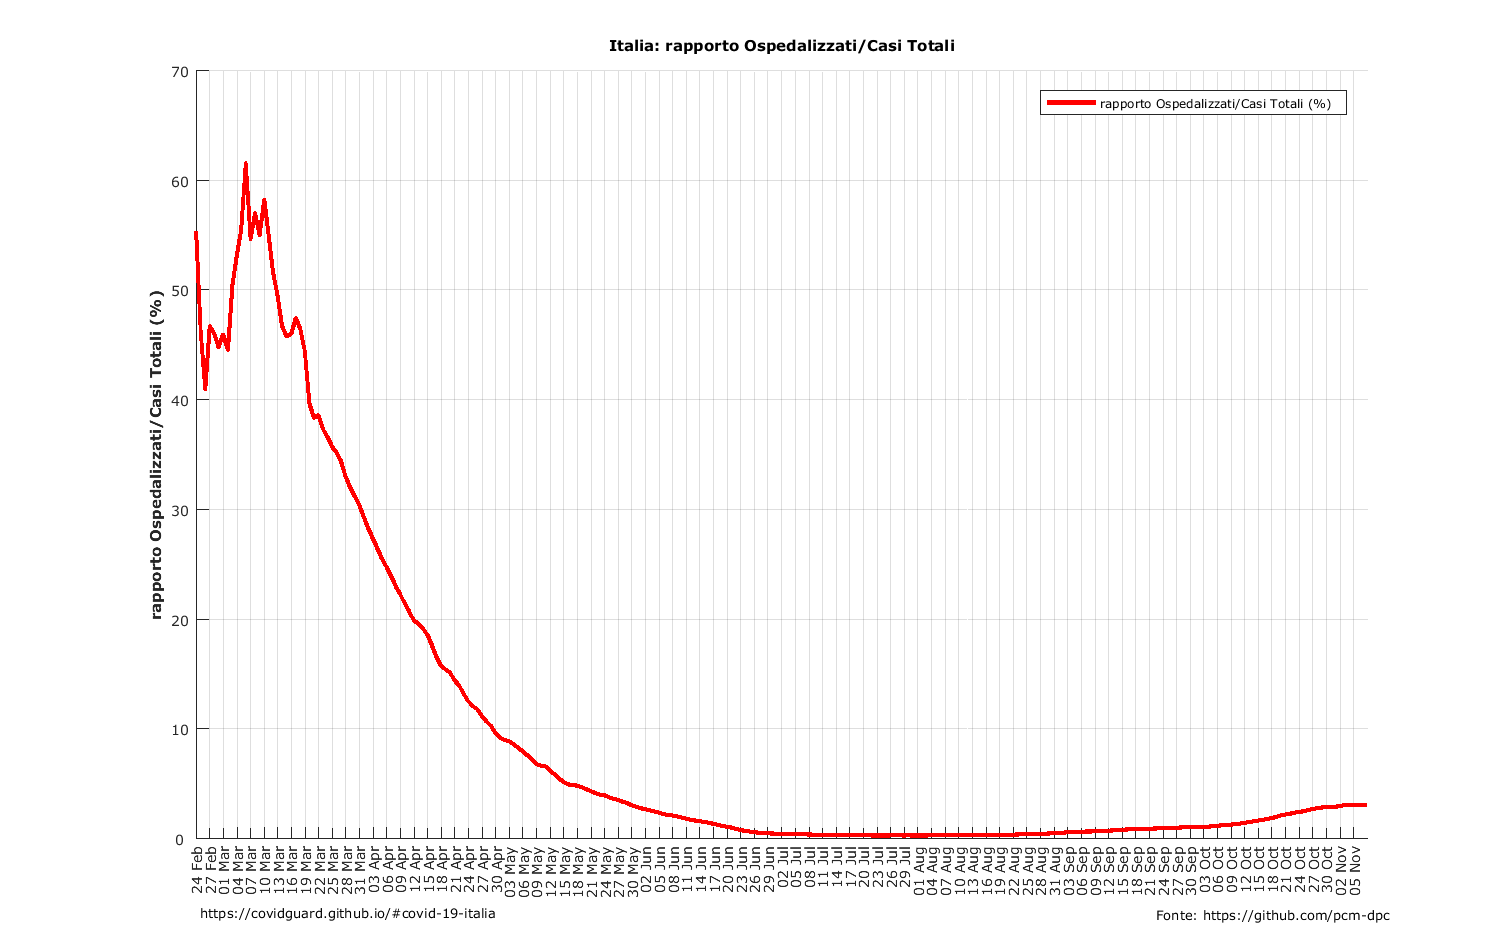 Italia: rapporto Ospedalizzati/Casi Totali
rapporto Ospedalizzati/Casi Totali (%)
rapporto Ospedalizzati/Casi Totali (%)
70
60
50
40
30
20
10
0
24 Feb
27 Feb
01 Mar
04 Mar
07 Mar
10 Mar
13 Mar
16 Mar
19 Mar
22 Mar
25 Mar
28 Mar
31 Mar
03 Apr
06 Apr
09 Apr
12 Apr
15 Apr
18 Apr
21 Apr
24 Apr
27 Apr
30 Apr
03 May
06 May
09 May
12 May
15 May
18 May
21 May
24 May
27 May
30 May
02 Jun
05 Jun
08 Jun
11 Jun
14 Jun
17 Jun
20 Jun
23 Jun
26 Jun
29 Jun
02 Jul
05 Jul
08 Jul
11 Jul
14 Jul
17 Jul
20 Jul
23 Jul
26 Jul
29 Jul
01 Aug
04 Aug
07 Aug
10 Aug
13 Aug
16 Aug
19 Aug
22 Aug
25 Aug
28 Aug
31 Aug
03 Sep
06 Sep
09 Sep
12 Sep
15 Sep
18 Sep
21 Sep
24 Sep
27 Sep
30 Sep
03 Oct
06 Oct
09 Oct
12 Oct
15 Oct
18 Oct
21 Oct
24 Oct
27 Oct
30 Oct
02 Nov
05 Nov
https://covidguard.github.io/#covid-19-italia
Fonte: https://github.com/pcm-dpc